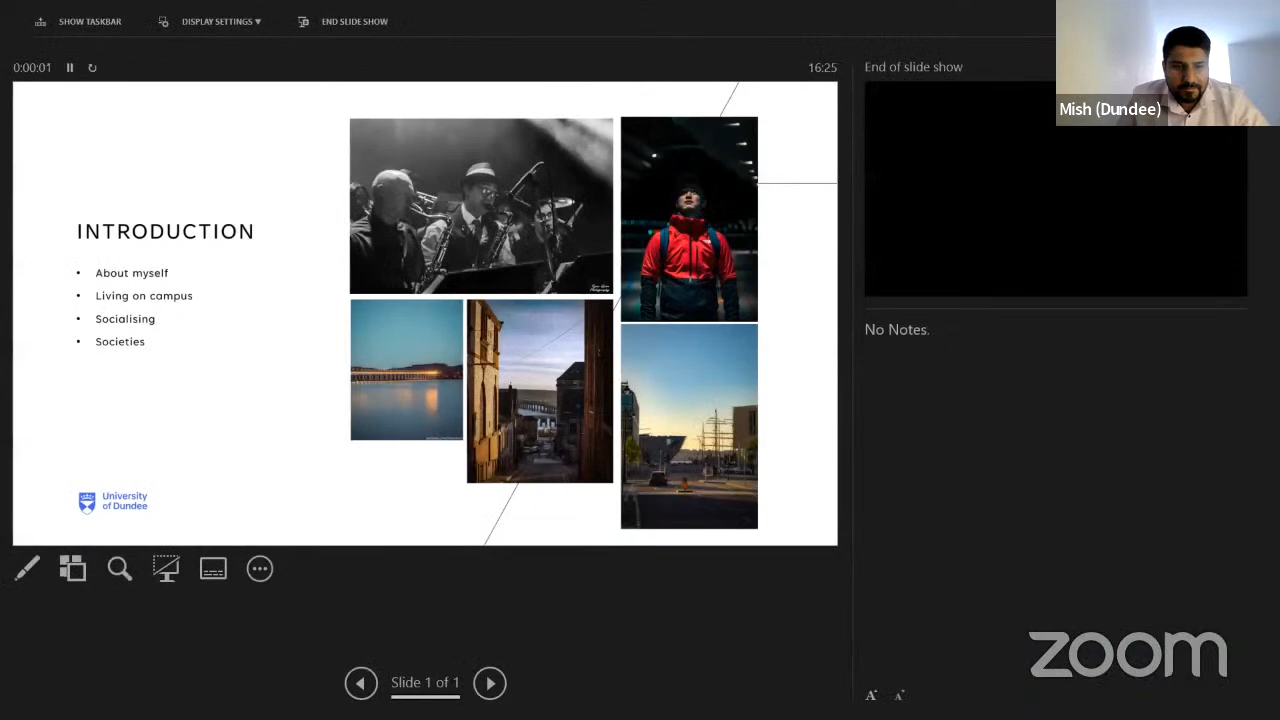 SHOW TASKBAR
DISPLAY SETTINGS
END SLIDE SHOW
0:00:01
16:25
End of slide show
Mish (Dundee)
INTRODUCTION
• About myself
• Living on campus
• Socialising
• Societies
University
of Dundee
No Notes.
Slide 1 of 1
A A
zoom